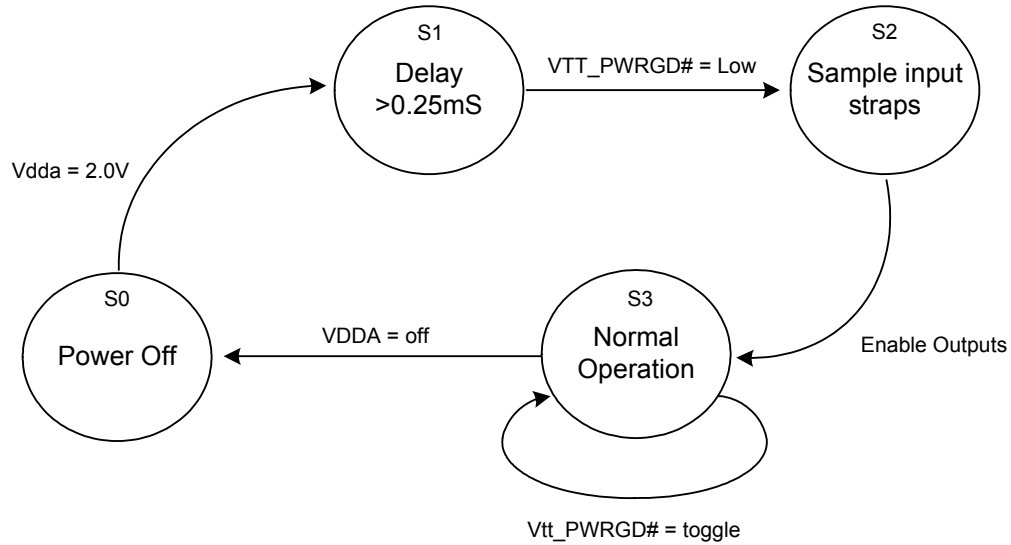 S1
Delay
>0.25mS
VTT_PWRGD# = Low
S2
Sample input
straps
Vdda = 2.0V
S0
Power Off
VDDA = off
S3
Normal
Operation
Enable Outputs
Vtt_PWRGD# = toggle